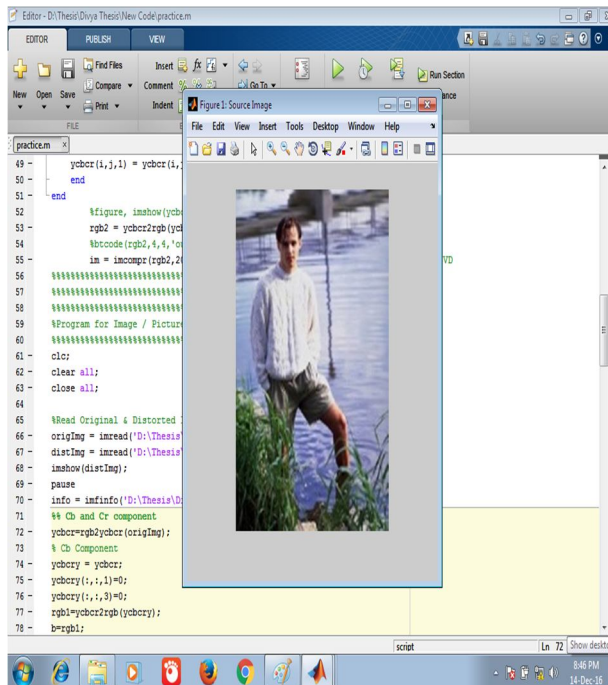 Editor - D:\Thesis\Divya Thesis\New Code\practice.m
EDITOR PUBLISH VIEW
New Open Save
Find Files
Compare
Print
FILE
Insert
Comment
Indent
Go To
Run Section
ance
practice.m x
Figure 1: Source Image
File Edit View Insert Tools Desktop Window Help
49 - ycbcr(i,j,1) = ycbcr(i,
50 - end
51 - end
52 %figure, imshow(ycb
53 - rgb2 = ycbcr2rgb(yc
54 %btcode(rgb2,4,4,'o
55 - im = imcompr(rgb2,20 VD
56 %%%%%%%%%%%%%%%%%%%%%%%%%%
57 %%%%%%%%%%%%%%%%%%%%%%%%%%
58 %%%%%%%%%%%%%%%%%%%%%%%%%%
59 %Program for Image / Picture
60 %%%%%%%%%%%%%%%%%%%%%%%%%%
61 - clc;
62 - clear all;
63 - close all;
64
65 %Read Original & Distorted
66 - origImg = imread('D:\Thesis\
67 - distImg = imread('D:\Thesis\
68 - imshow(distImg);
69 - pause
70 - info = imfinfo('D:\Thesis\D
71 %% Cb and Cr component
72 - ycbcr=rgb2ycbcr(origImg);
73 % Cb Component
74 - ycbcry = ycbcr;
75 - ycbcry(:,:,1)=0;
76 - ycbcry(:,:,3)=0;
77 - rgb1=ycbcr2rgb(ycbcry);
78 - b=rgb1;
script Ln 72
Show deskto
8:46 PM
14-Dec-16